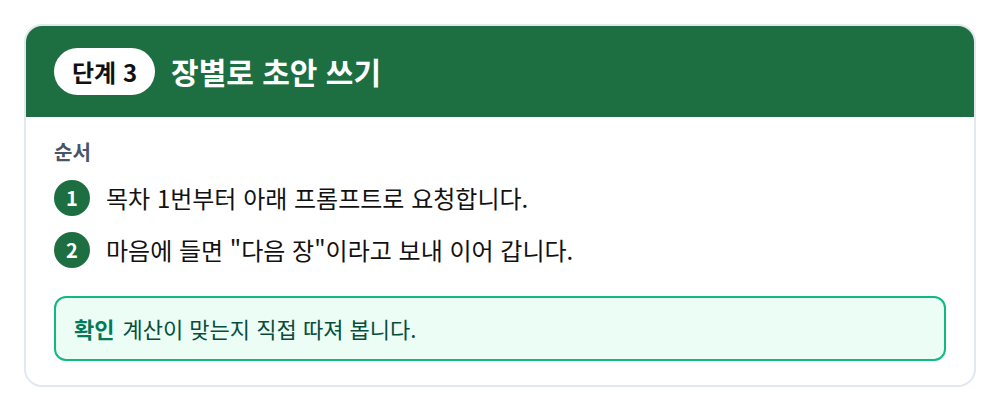 단계 3 장별로 초안 쓰기
순서
1 목차 1번부터 아래 프롬프트로 요청합니다.
2 마음에 들면 "다음 장"이라고 보내 이어 갑니다.
확인 계산이 맞는지 직접 따져 봅니다.